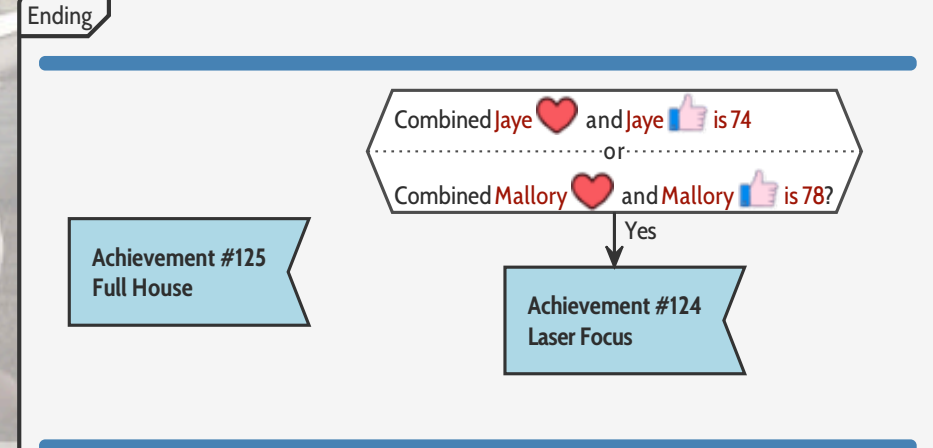 Ending
Combined Jaye and Jaye is 74
or
Combined Mallory and Mallory is 78?
Yes
Achievement #125
Full House
Achievement #124
Laser Focus